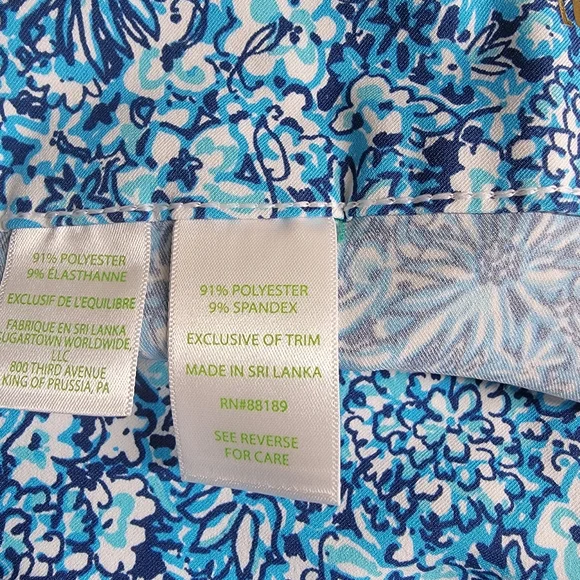 91% POLYESTER
9% ÉLASTHANNE
EXCLUSIF DE L'EQUILIBRE
FABRIQUE EN SRI LANKA
SUGARTOWN WORLDWIDE,
LLC
800 THIRD AVENUE
KING OF PRUSSIA, PA
91% POLYESTER
9% SPANDEX
EXCLUSIVE OF TRIM
MADE IN SRI LANKA
RN#88189
SEE REVERSE
FOR CARE